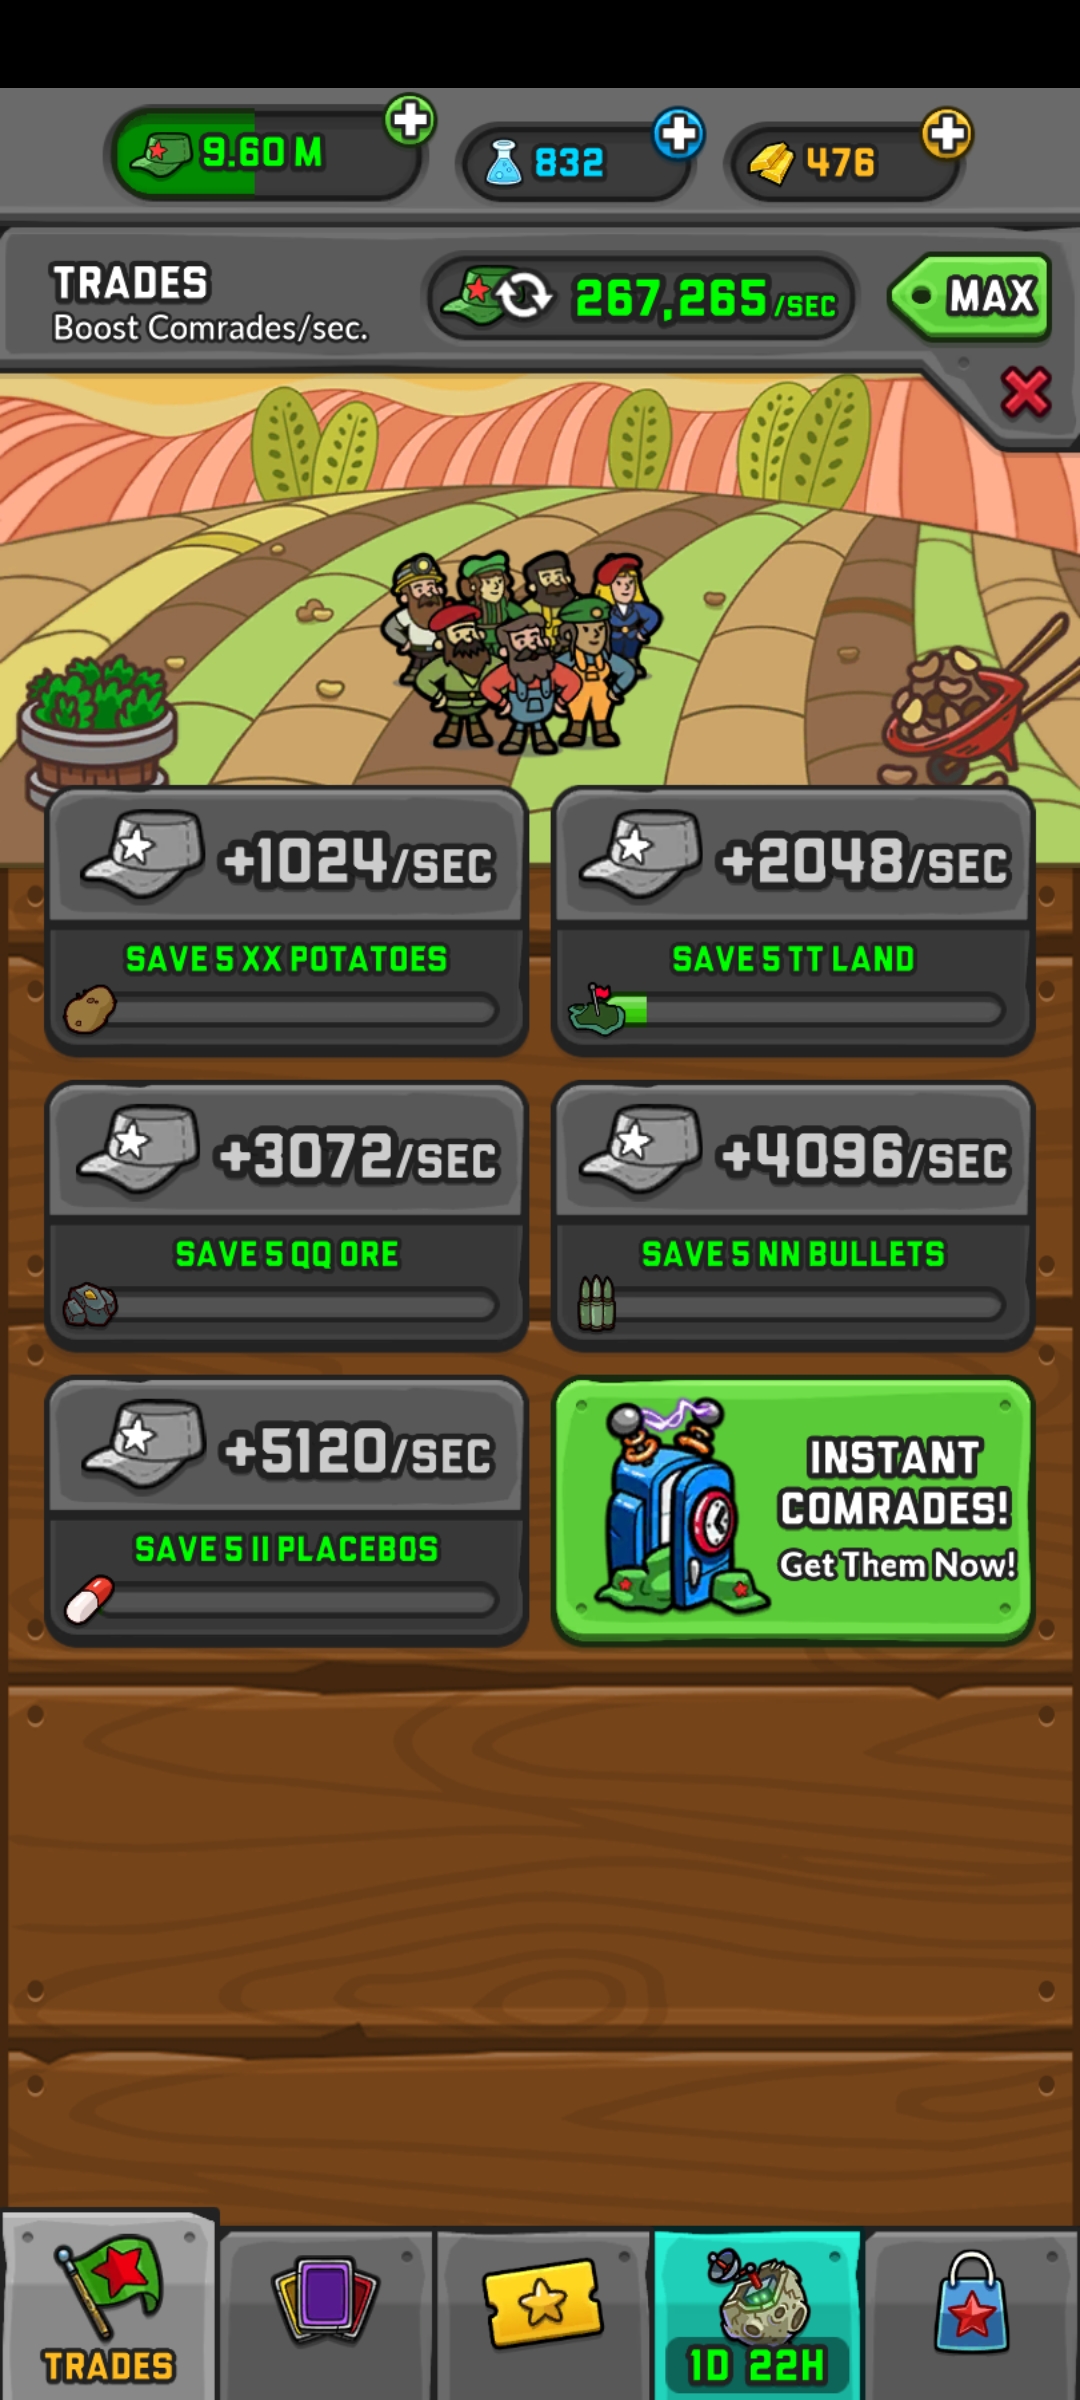 9.60 M
832
476
TRADES
Boost Comrades/sec.
267,265/SEC
MAX
+1024/SEC
SAVE 5 XX POTATOES
+2048/SEC
SAVE 5 TT LAND
+3072/SEC
SAVE 5 QQ ORE
+4096/SEC
SAVE 5 NN BULLETS
+5120/SEC
SAVE 5 II PLACEBOS
INSTANT
COMRADES!
Get Them Now!
TRADES
1D 22H